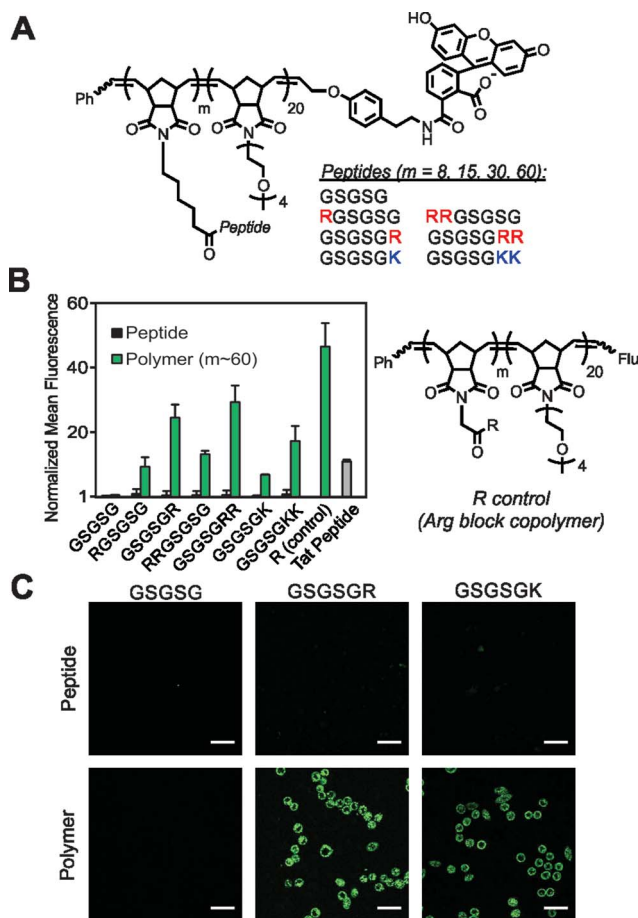 A
Ph
m
20
O
N
O
O
N
O
O
N
H
O
O
O⁻
HO
O
O
O
4
O
Peptide
Peptides (m = 8, 15, 30, 60):
GSGSG
RGSGSG RRGSGSG
GSGSGR GSGSGRR
GSGSGK GSGSGKK
B
Normalized Mean Fluorescence
60
40
20
1
Peptide
Polymer (m~60)
GSGSG
RGSGSG
GSGSGR
RRGSGSG
GSGSGRR
GSGSGK
GSGSGKK
R (control)
Tat Peptide
Ph
m
20
Flu
O
N
O
O
N
O
R
O
O
4
R control
(Arg block copolymer)
C
GSGSG GSGSGR GSGSGK
Peptide
Polymer